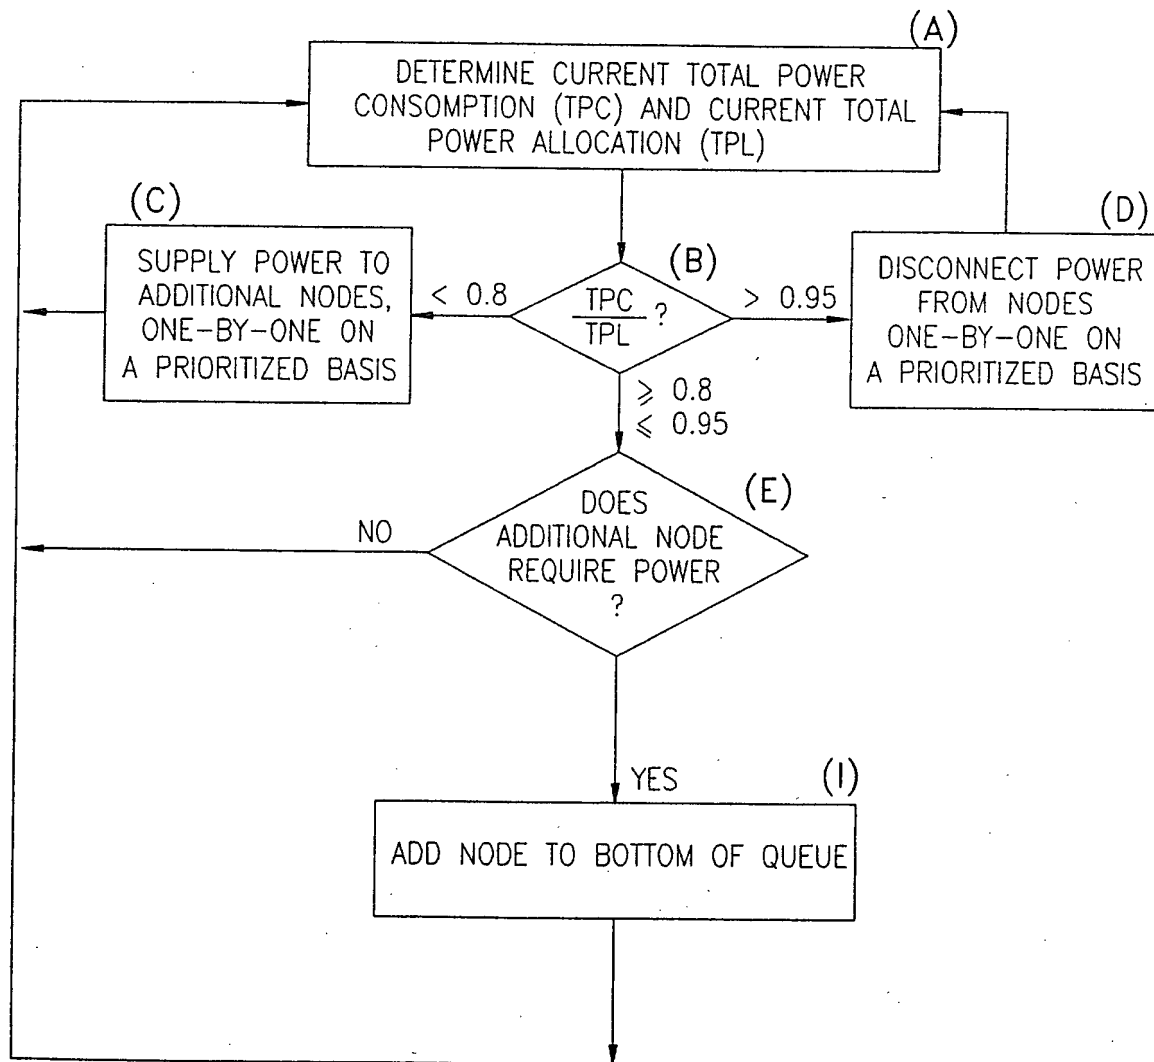 (A)
DETERMINE CURRENT TOTAL POWER
CONSOMPTION (TPC) AND CURRENT TOTAL
POWER ALLOCATION (TPL)
(C)
SUPPLY POWER TO
ADDITIONAL NODES,
ONE-BY-ONE ON
A PRIORITIZED BASIS
< 0.8
(B)
TPC
TPL
?
> 0.95
(D)
DISCONNECT POWER
FROM NODES
ONE-BY-ONE ON
A PRIORITIZED BASIS
⩾ 0.8
⩽ 0.95
(E)
DOES
ADDITIONAL NODE
REQUIRE POWER
?
NO
YES
(I)
ADD NODE TO BOTTOM OF QUEUE